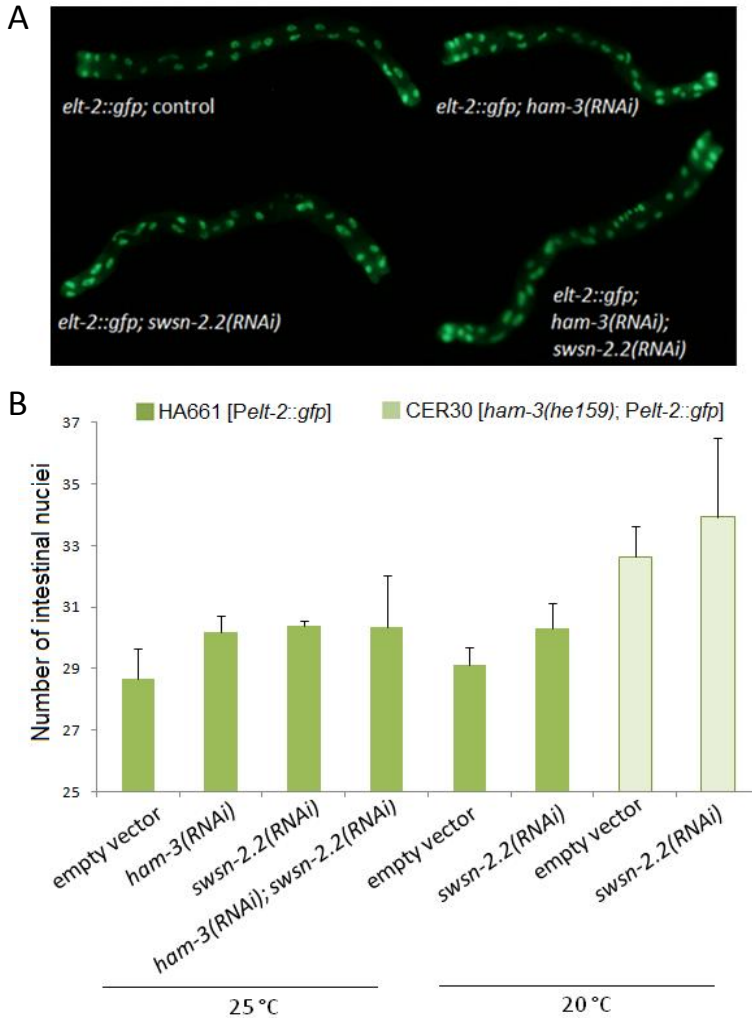 A
elt-2::gfp; control
elt-2::gfp; ham-3(RNAi)
elt-2::gfp; swsn-2.2(RNAi)
elt-2::gfp;
ham-3(RNAi);
swsn-2.2(RNAi)
B
HA661 [Pelt-2::gfp]
CER30 [ham-3(he159); Pelt-2::gfp]
Number of intestinal nuclei
37
35
33
31
29
27
25
empty vector
ham-3(RNAi)
swsn-2.2(RNAi)
ham-3(RNAi); swsn-2.2(RNAi)
empty vector
swsn-2.2(RNAi)
empty vector
swsn-2.2(RNAi)
25 °C
20 °C